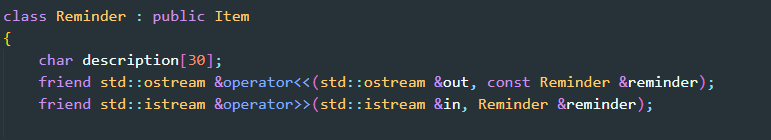 class Reminder : public Item
{
    char description[30];
    friend std::ostream &operator<<(std::ostream &out, const Reminder &reminder);
    friend std::istream &operator>>(std::istream &in, Reminder &reminder);